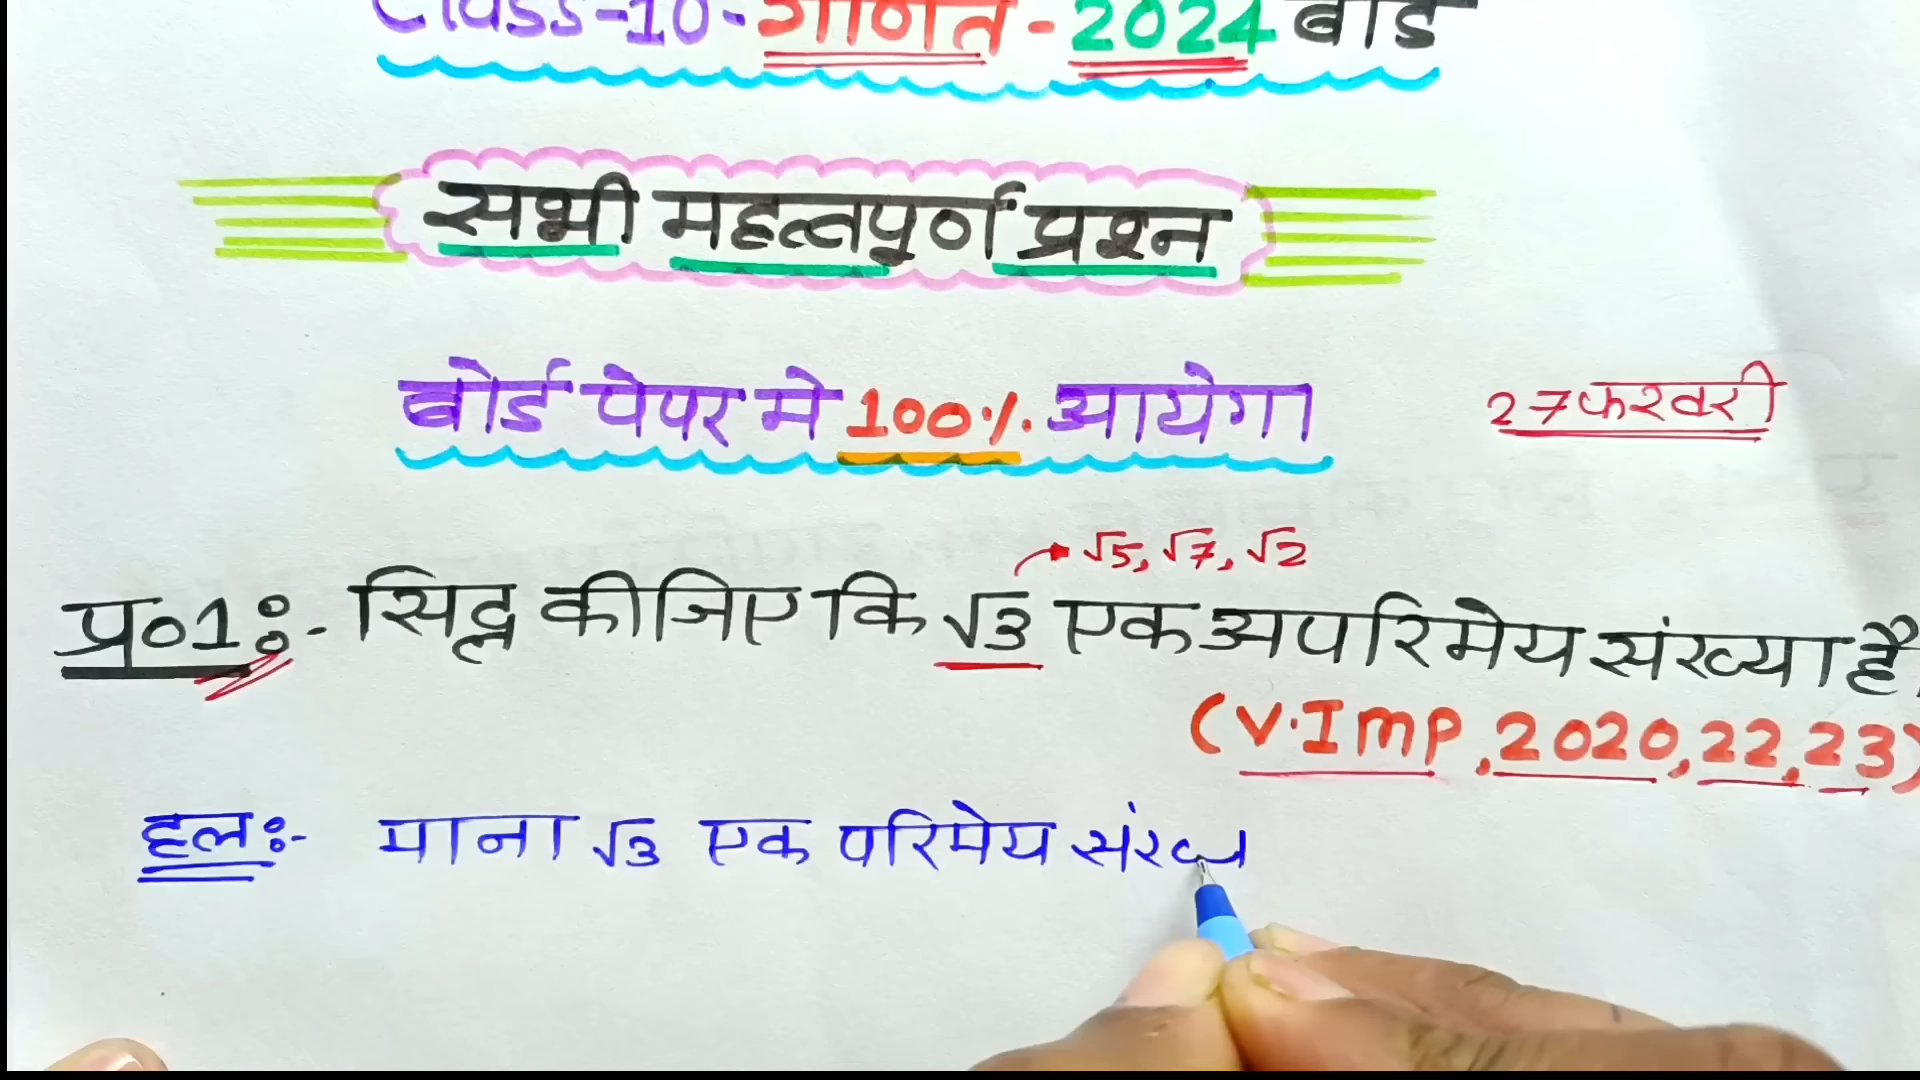 Class-10-गणित-2024 बोर्ड
सभी महत्वपूर्ण प्रश्न
बोर्ड पेपर मे 100% आयेगा
27 फरवरी
√5, √7, √2
प्र०1:- सिद्ध कीजिए कि √3 एक अपरिमेय संख्या है।
(V.Imp, 2020, 22, 23)
हलः- माना √3 एक परिमेय